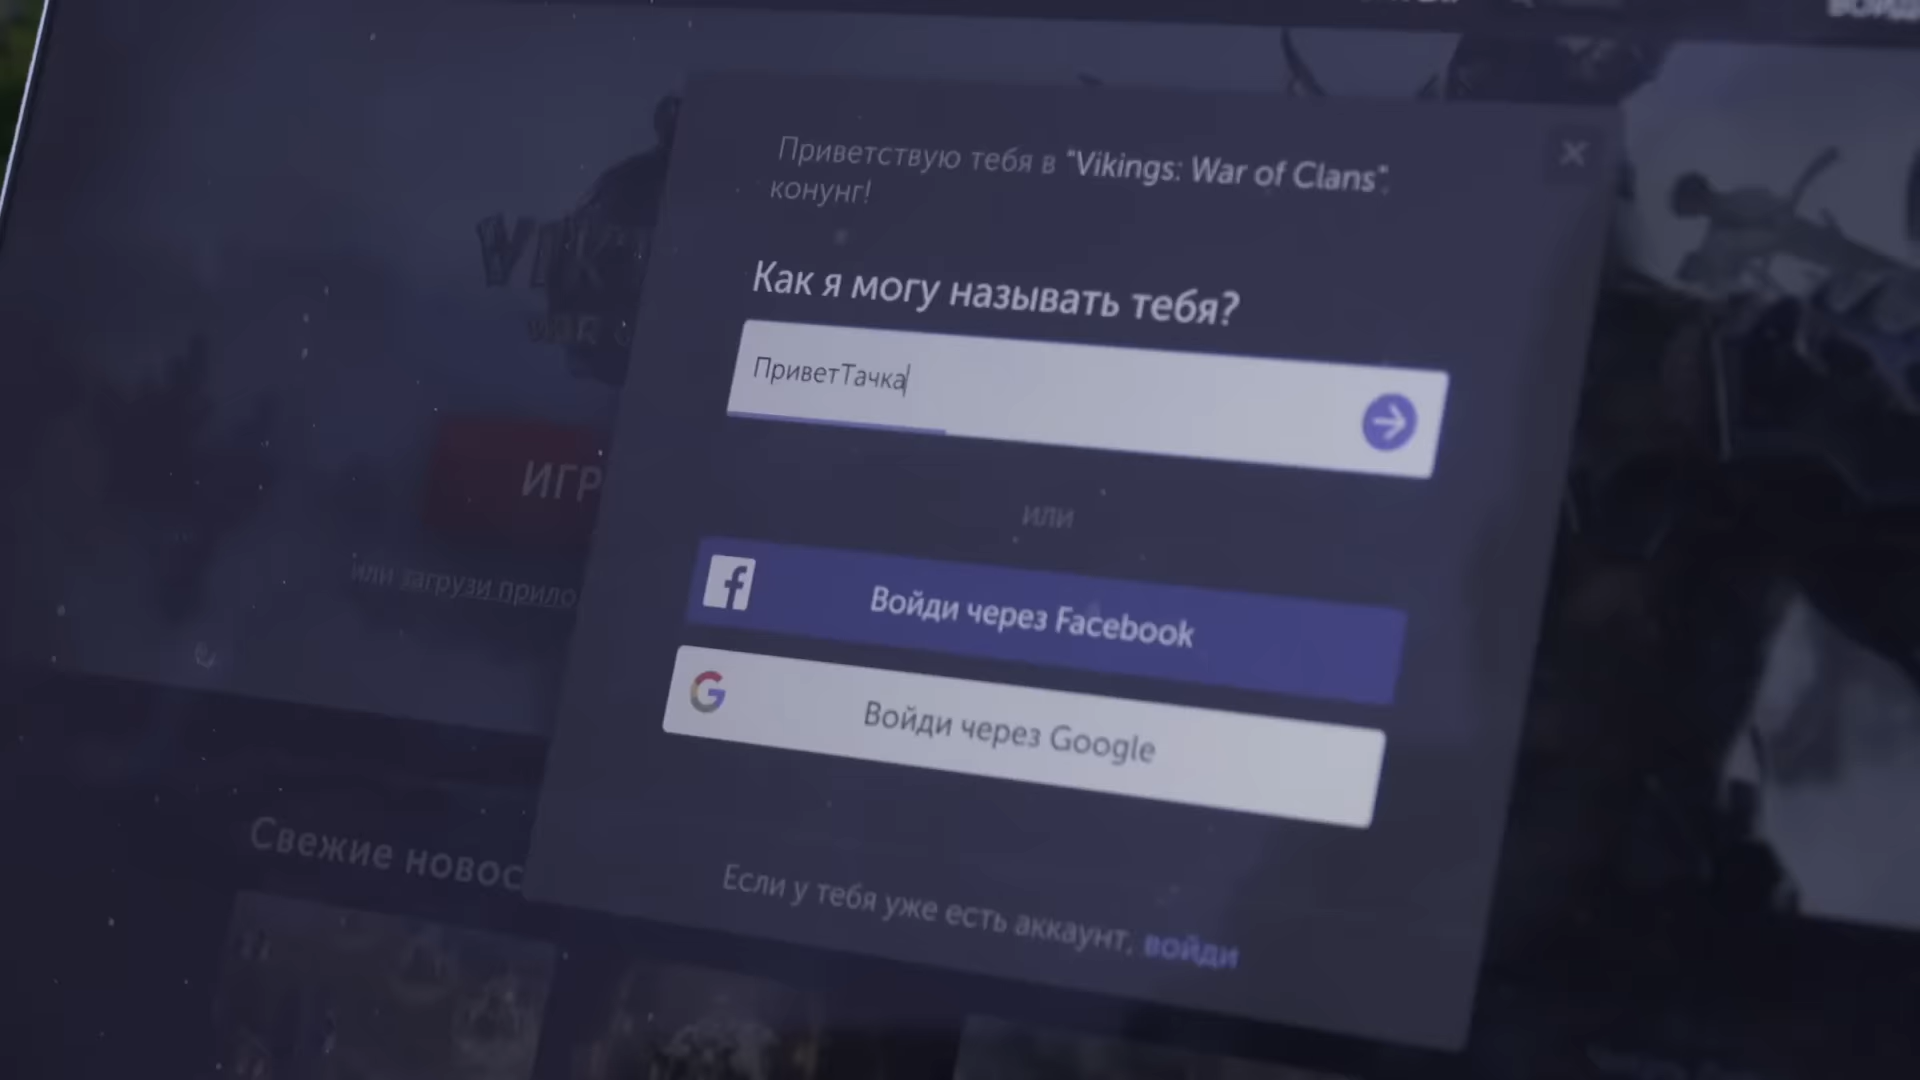 Приветствую тебя в "Vikings: War of Clans".
конунг!
Как я могу называть тебя?
ПриветТачка
или
Войди через Facebook
Войди через Google
Если у тебя уже есть аккаунт, войди
ИГР
или загрузи прило
Свежие новос